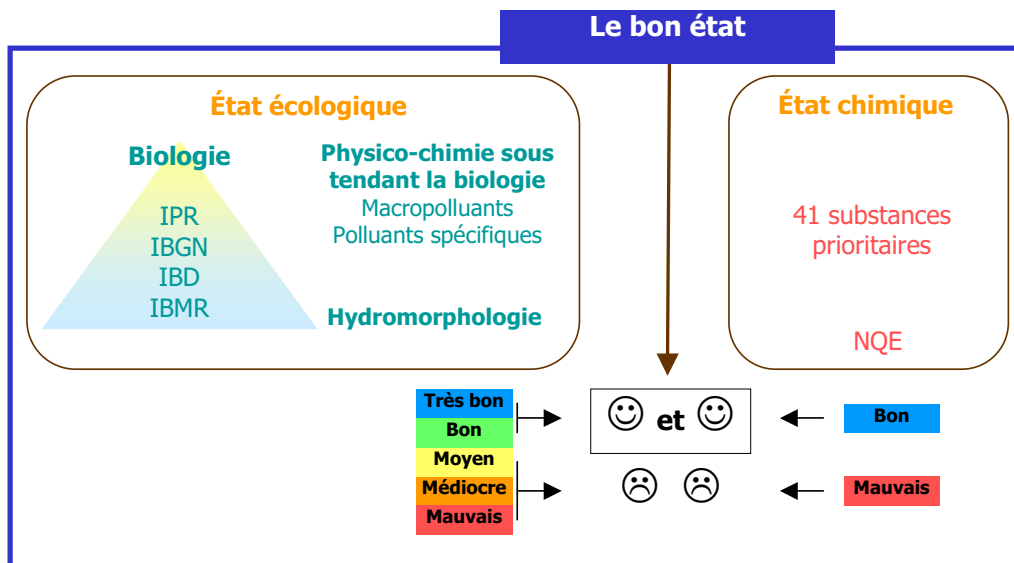 Le bon état
État écologique
Biologie
IPR
IBGN
IBD
IBMR
Physico-chimie sous
tendant la biologie
Macropolluants
Polluants spécifiques
Hydromorphologie
État chimique
41 substances
prioritaires
NQE
Très bon
Bon
Moyen
Médiocre
Mauvais
et
Bon
Mauvais